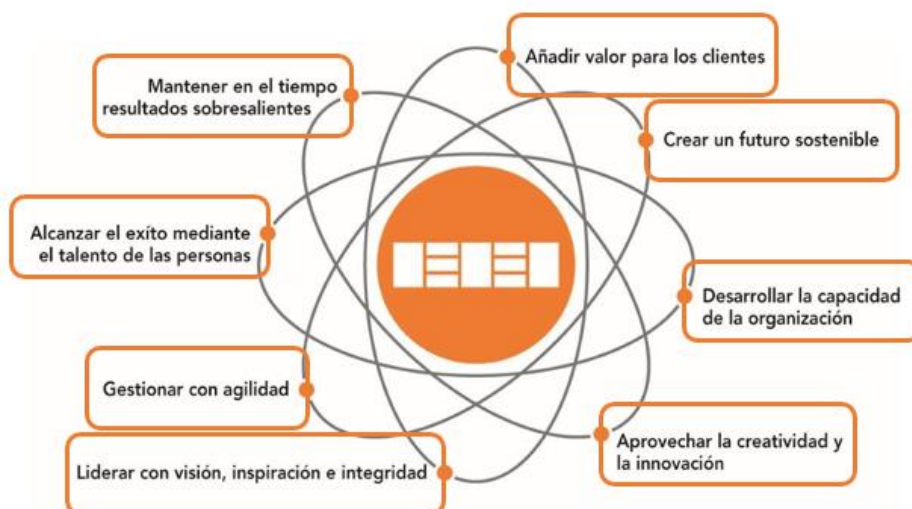 Añadir valor para los clientes
Mantener en el tiempo
resultados sobresalientes
Crear un futuro sostenible
Alcanzar el exíto mediante
el talento de las personas
Desarrollar la capacidad
de la organización
Gestionar con agilidad
Aprovechar la creatividad y
la innovación
Liderar con visión, inspiración e integridad